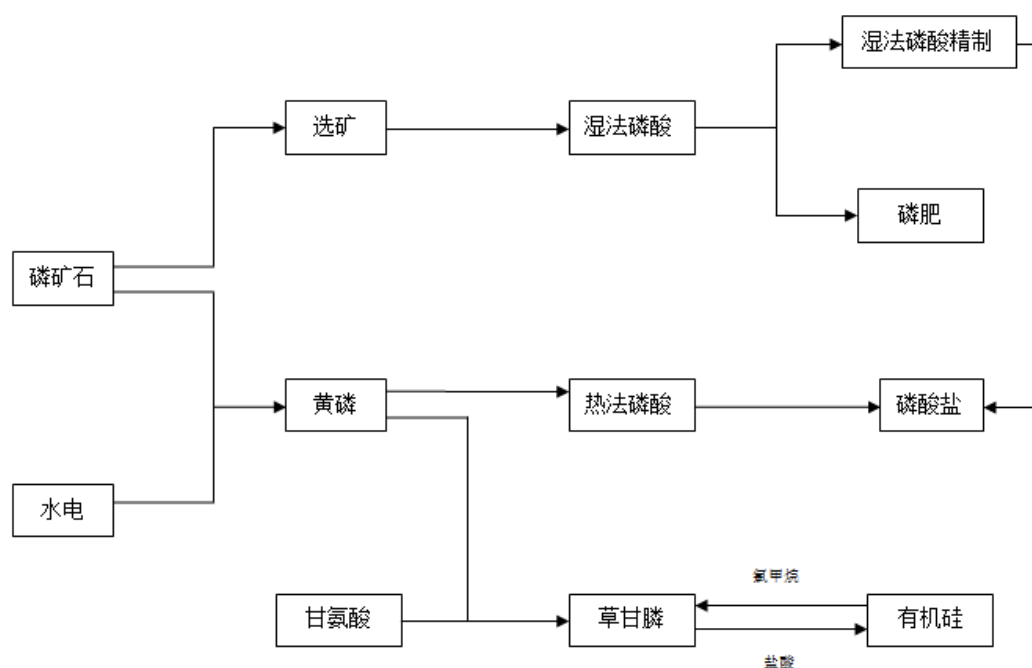 湿法磷酸精制
选矿
湿法磷酸
磷肥
磷矿石
黄磷
热法磷酸
磷酸盐
水电
氯甲烷
甘氨酸
草甘膦
有机硅
盐酸